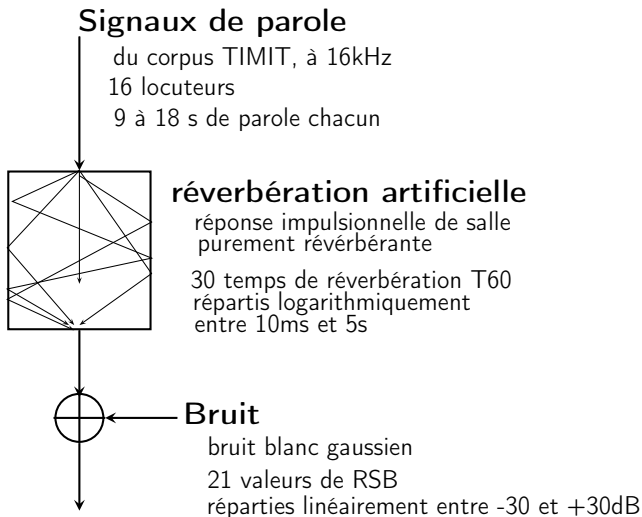 Signaux de parole
du corpus TIMIT, à 16kHz
16 locuteurs
9 à 18 s de parole chacun
réverbération artificielle
réponse impulsionnelle de salle
purement révérbérante
30 temps de réverbération T60
répartis logarithmiquement
entre 10ms et 5s
Bruit
bruit blanc gaussien
21 valeurs de RSB
réparties linéairement entre -30 et +30dB